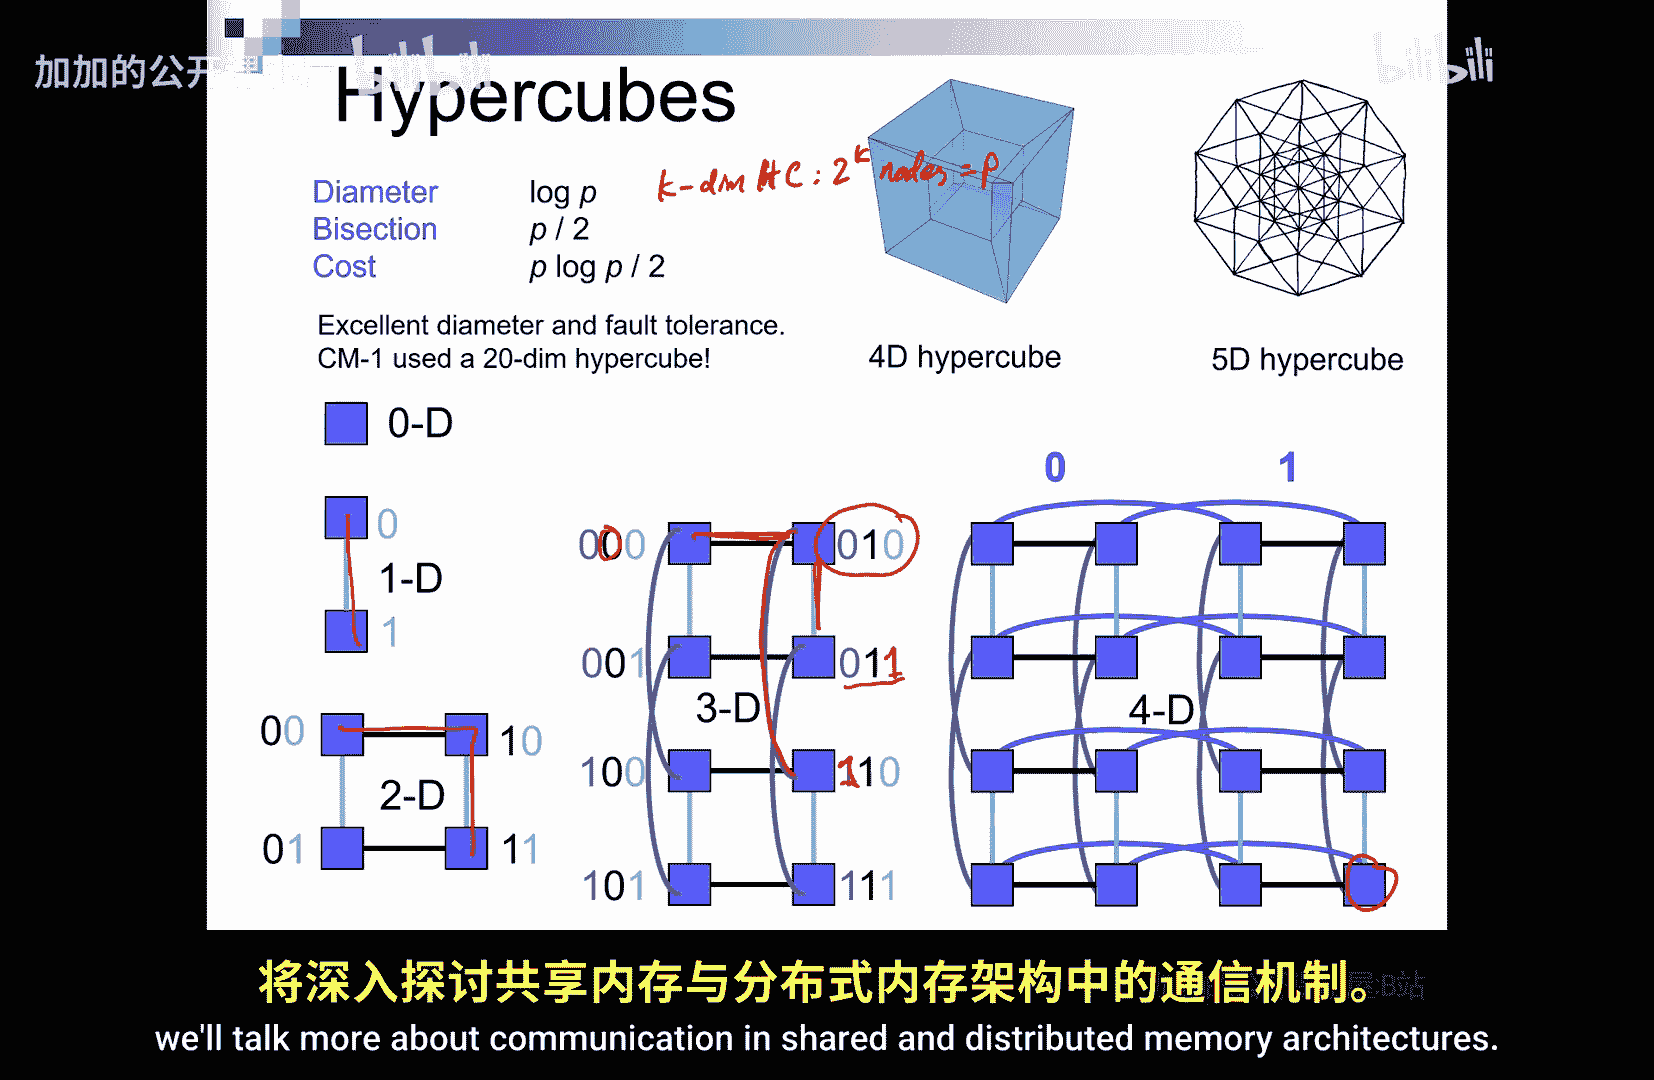 加加的公开
bilibili
bilibili
Hypercubes
k-dim HC : 2^k nodes = p
Diameter log p
Bisection p / 2
Cost p log p / 2
Excellent diameter and fault tolerance.
CM-1 used a 20-dim hypercube!
4D hypercube
5D hypercube
0-D
0
1-D
1
00
10
2-D
01
11
000
010
001
011
3-D
100
110
101
111
0 1
4-D
将深入探讨共享内存与分布式内存架构中的通信机制。
B站
we'll talk more about communication in shared and distributed memory architectures.